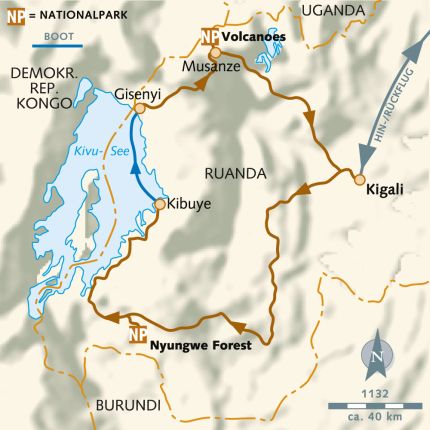 NP = NATIONALPARK
BOOT
UGANDA
NP Volcanoes
Musanze
DEMOKR.
REP.
KONGO
Gisenyi
HIN-/RÜCKFLUG
Kivu-See
RUANDA
Kigali
Kibuye
NP
Nyungwe Forest
BURUNDI
N
1132
ca. 40 km